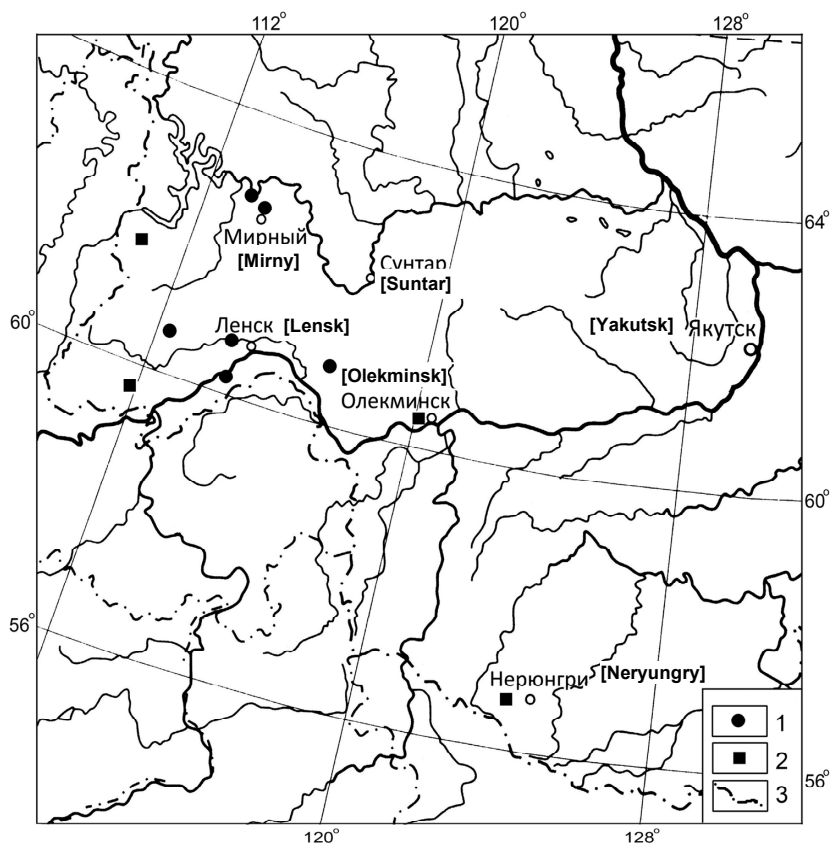 112° 120° 128°
64°
Мирный
[Mirny]
Сунтар
[Suntar]
60°
Ленск [Lensk]
[Yakutsk] Якутск
[Olekminsk]
Олекминск
60°
56°
Нерюнгри [Neryungry]
1
2
3
56°
120° 128°